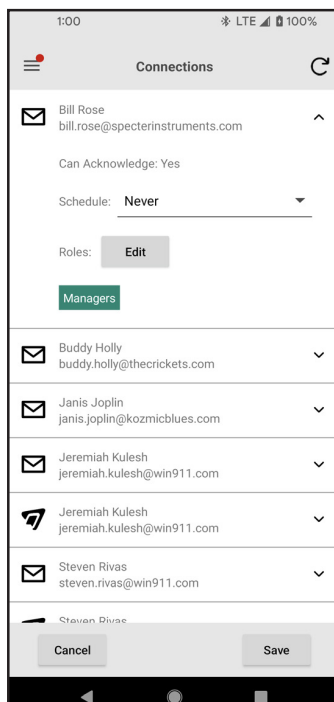 1:00 LTE 100%
Connections
Bill Rose
bill.rose@specterinstruments.com
Can Acknowledge: Yes
Schedule: Never
Roles: Edit
Managers
Buddy Holly
buddy.holly@thecrickets.com
Janis Joplin
janis.joplin@kozmicblues.com
Jeremiah Kulesh
jeremiah.kulesh@win911.com
Jeremiah Kulesh
jeremiah.kulesh@win911.com
Steven Rivas
steven.rivas@win911.com
Steven Rivas
Cancel Save